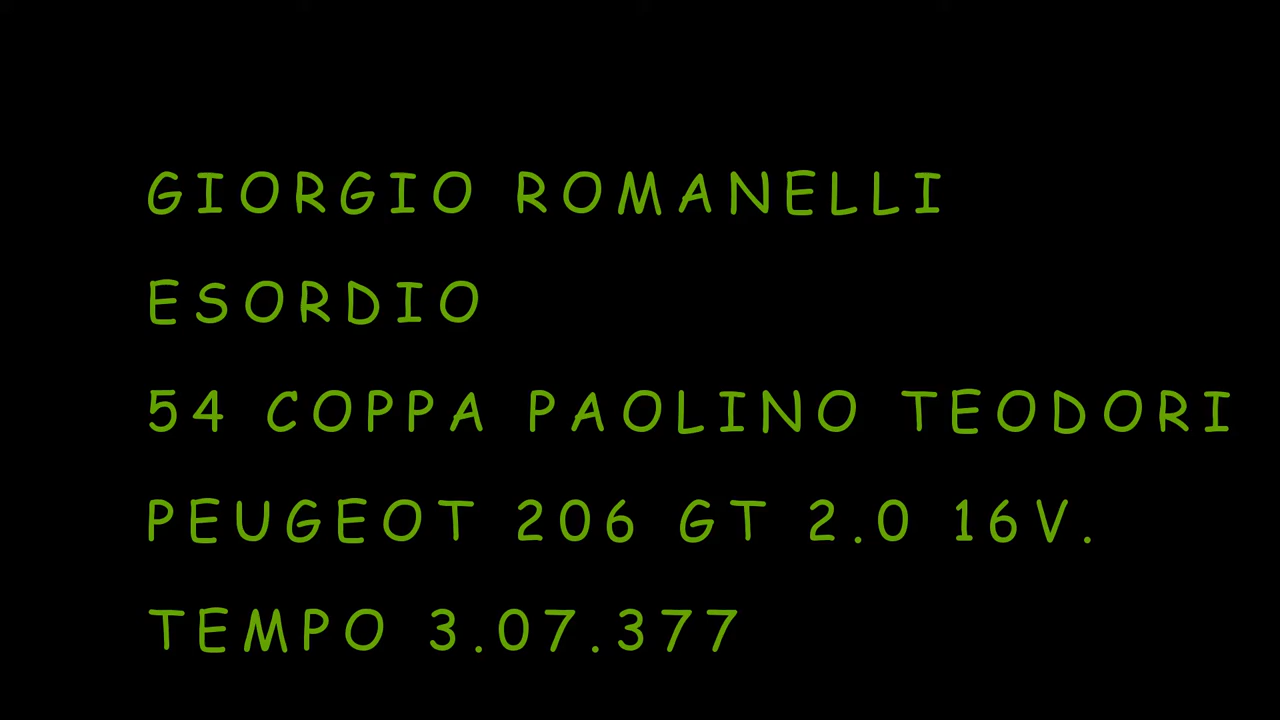 GIORGIO ROMANELLI
ESORDIO
54 COPPA PAOLINO TEODORI
PEUGEOT 206 GT 2.0 16V.
TEMPO 3.07.377